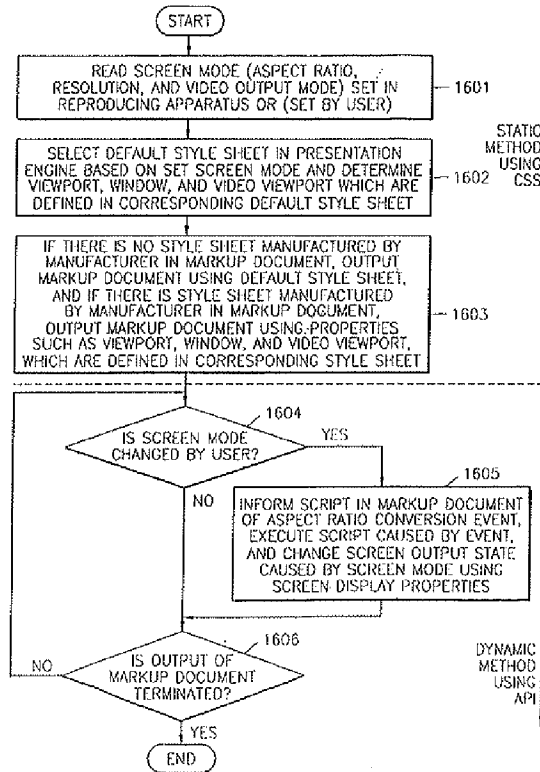 START
READ SCREEN MODE (ASPECT RATIO,
RESOLUTION, AND VIDEO OUTPUT MODE) SET IN
REPRODUCING APPARATUS OR (SET BY USER)
1601
STATIC
METHOD
USING
CSS
SELECT DEFAULT STYLE SHEET IN PRESENTATION
ENGINE BASED ON SET SCREEN MODE AND DETERMINE
VIEWPORT, WINDOW, AND VIDEO VIEWPORT WHICH ARE
DEFINED IN CORRESPONDING DEFAULT STYLE SHEET
1602
IF THERE IS NO STYLE SHEET MANUFACTURED BY
MANUFACTURER IN MARKUP DOCUMENT, OUTPUT
MARKUP DOCUMENT USING DEFAULT STYLE SHEET,
AND IF THERE IS STYLE SHEET MANUFACTURED
BY MANUFACTURER IN MARKUP DOCUMENT,
OUTPUT MARKUP DOCUMENT USING PROPERTIES
SUCH AS VIEWPORT, WINDOW, AND VIDEO VIEWPORT,
WHICH ARE DEFINED IN CORRESPONDING STYLE SHEET
1603
1604
IS SCREEN MODE
CHANGED BY USER?
YES
NO
1605
INFORM SCRIPT IN MARKUP DOCUMENT
OF ASPECT RATIO CONVERSION EVENT,
EXECUTE SCRIPT CAUSED BY EVENT,
AND CHANGE SCREEN OUTPUT STATE
CAUSED BY SCREEN MODE USING
SCREEN DISPLAY PROPERTIES
1606
IS OUTPUT OF
MARKUP DOCUMENT
TERMINATED?
NO
YES
DYNAMIC
METHOD
USING
API
END